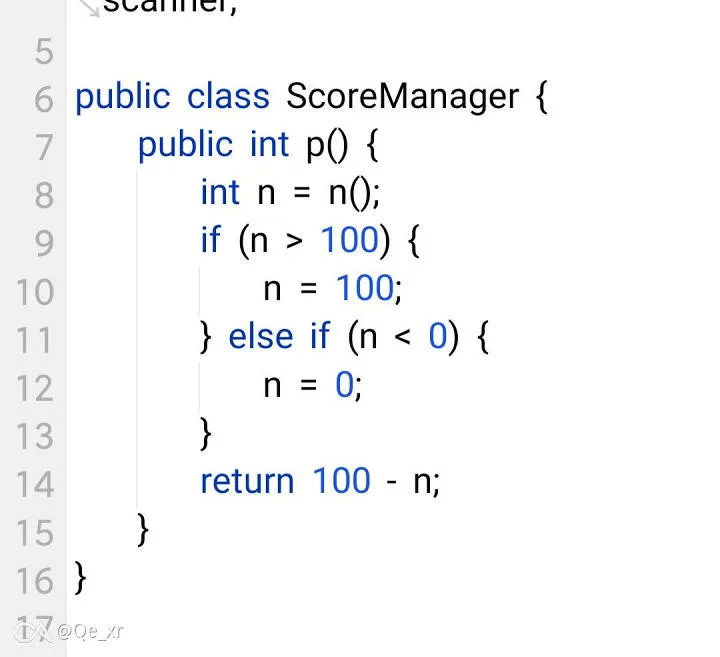 scanner;
5
6 public class ScoreManager {
7 public int p() {
8 int n = n();
9 if (n > 100) {
10 n = 100;
11 } else if (n < 0) {
12 n = 0;
13 }
14 return 100 - n;
15 }
16 }
17 @Qe_xr